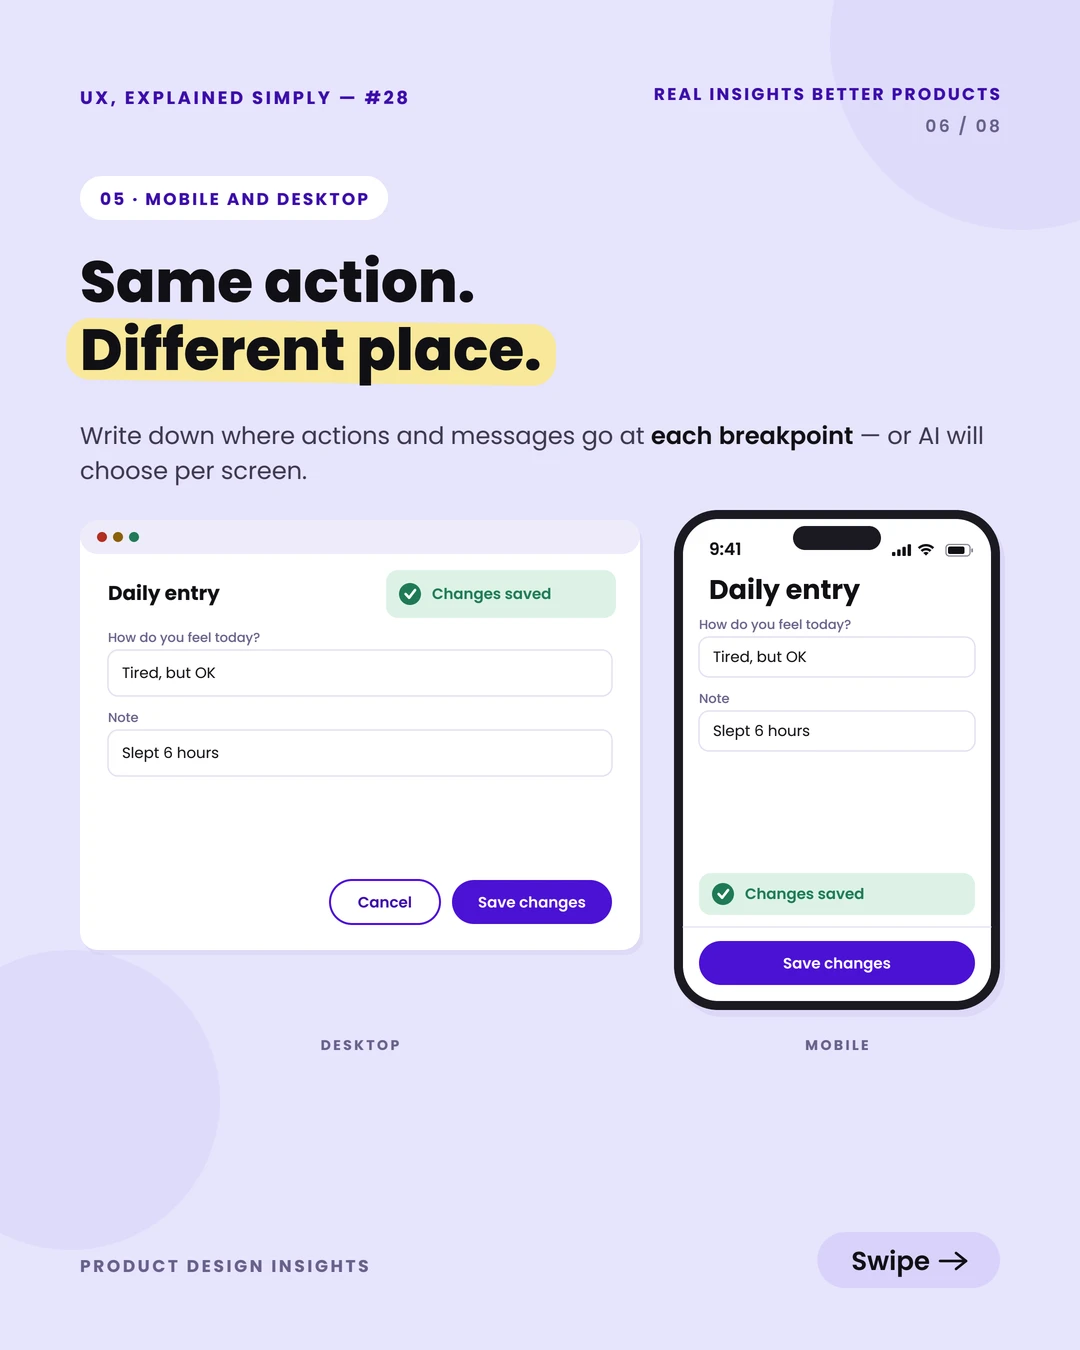 UX, EXPLAINED SIMPLY — #28
REAL INSIGHTS BETTER PRODUCTS
06 / 08
05 · MOBILE AND DESKTOP
Same action.
Different place.
Write down where actions and messages go at each breakpoint — or AI will
choose per screen.
Daily entry
Changes saved
How do you feel today?
Tired, but OK
Note
Slept 6 hours
Cancel
Save changes
DESKTOP
9:41
Daily entry
How do you feel today?
Tired, but OK
Note
Slept 6 hours
Changes saved
Save changes
MOBILE
PRODUCT DESIGN INSIGHTS
Swipe →